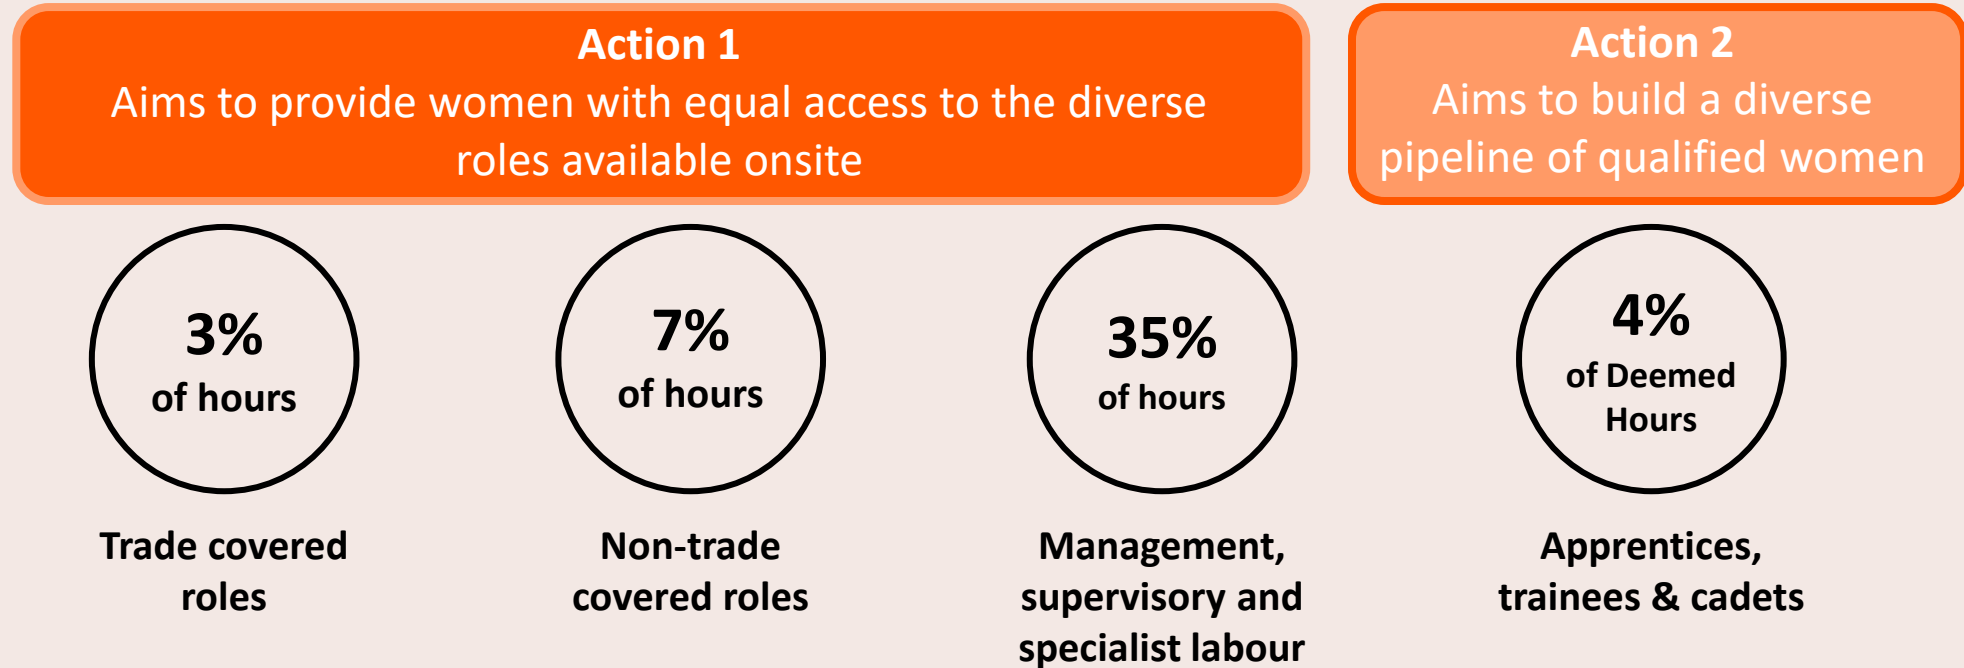 Action 1
Aims to provide women with equal access to the diverse
roles available onsite
Action 2
Aims to build a diverse
pipeline of qualified women
3%
of hours
Trade covered
roles
7%
of hours
Non-trade
covered roles
35%
of hours
Management,
supervisory and
specialist labour
4%
of Deemed
Hours
Apprentices,
trainees & cadets